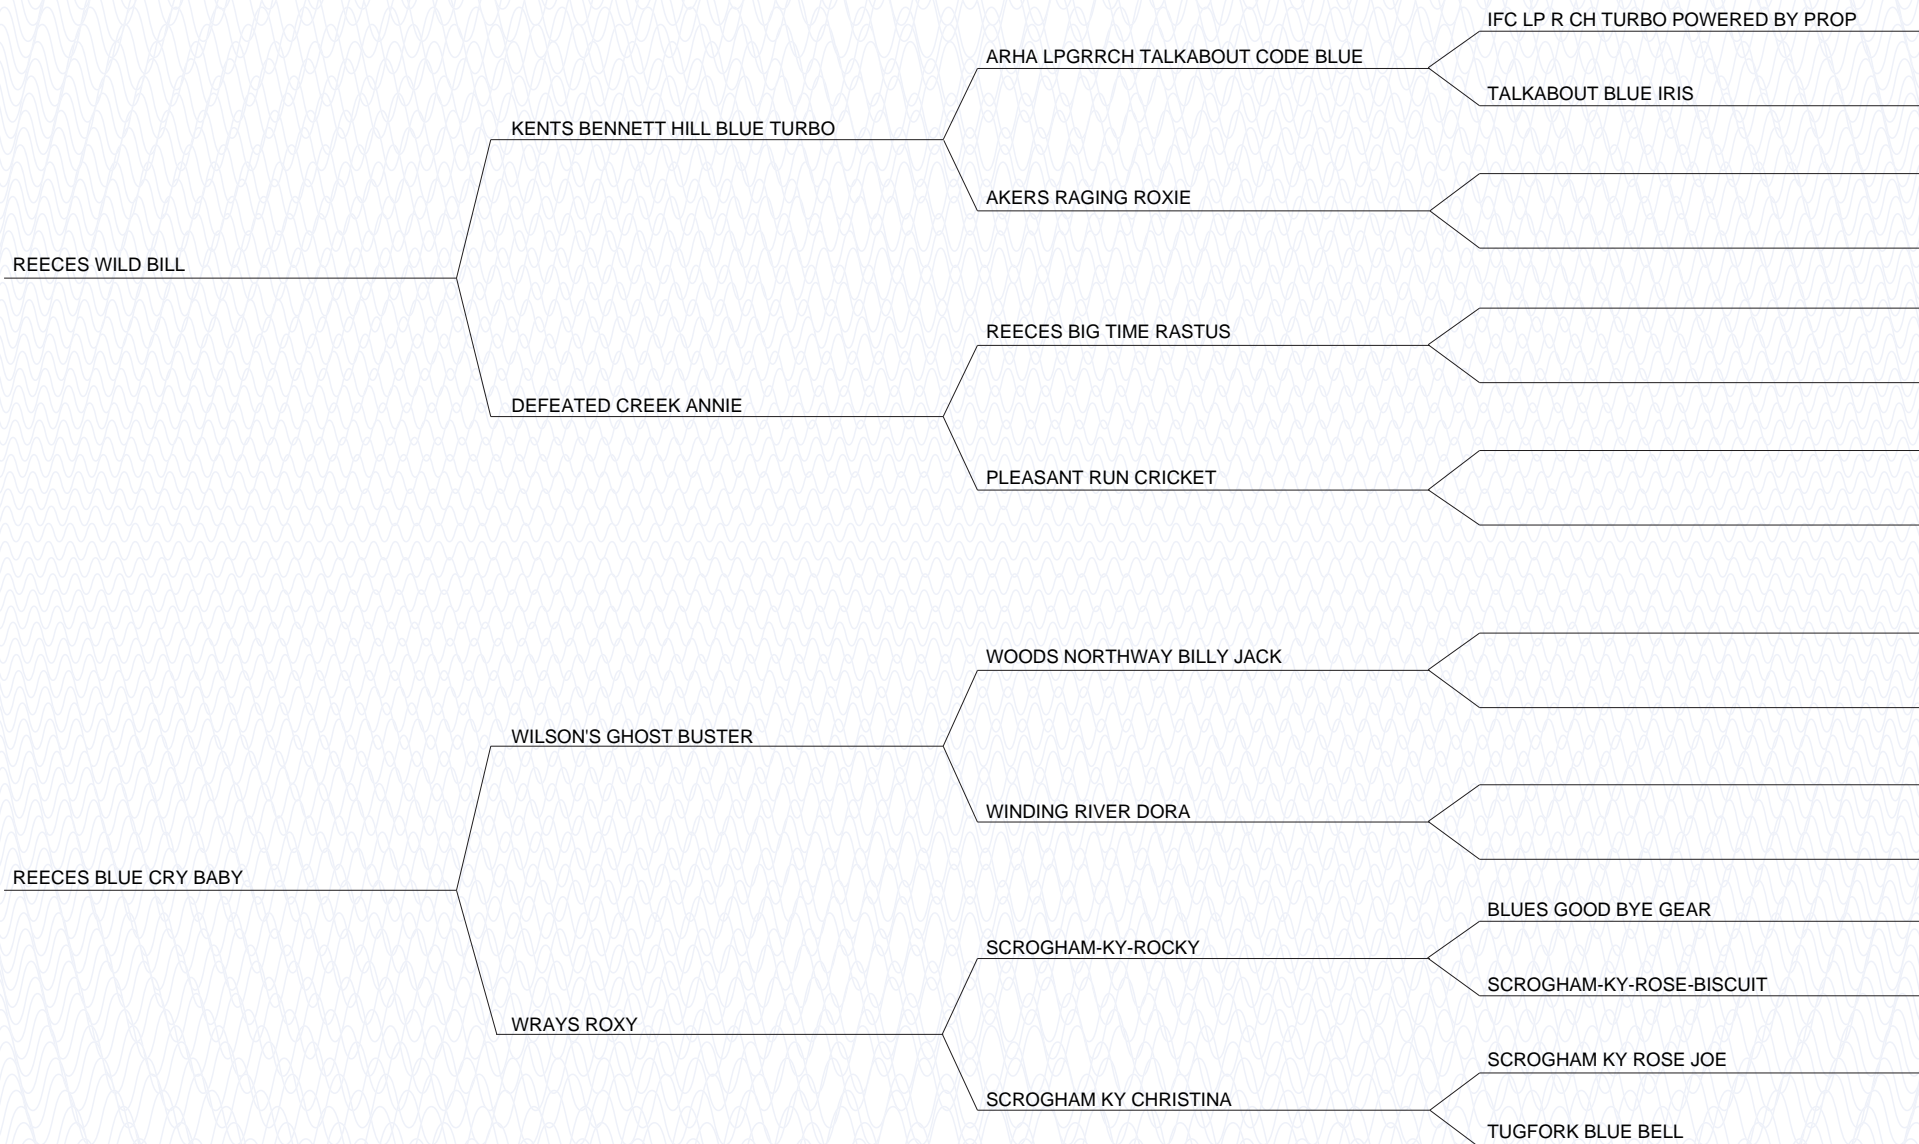 IFC LP R CH TURBO POWERED BY PROP
ARHA LPGRRCH TALKABOUT CODE BLUE
TALKABOUT BLUE IRIS
KENTS BENNETT HILL BLUE TURBO
AKERS RAGING ROXIE
REECES WILD BILL
REECES BIG TIME RASTUS
DEFEATED CREEK ANNIE
PLEASANT RUN CRICKET
WOODS NORTHWAY BILLY JACK
WILSON'S GHOST BUSTER
WINDING RIVER DORA
REECES BLUE CRY BABY
BLUES GOOD BYE GEAR
SCROGHAM-KY-ROCKY
SCROGHAM-KY-ROSE-BISCUIT
WRAYS ROXY
SCROGHAM KY ROSE JOE
SCROGHAM KY CHRISTINA
TUGFORK BLUE BELL